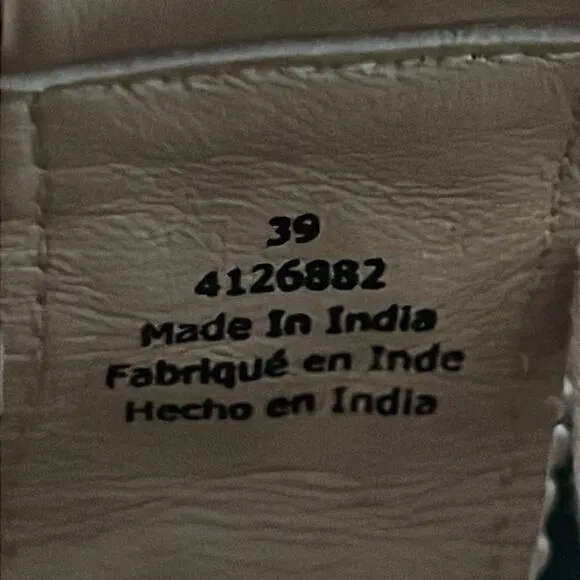 39
4126882
Made In India
Fabriqué en Inde
Hecho en India